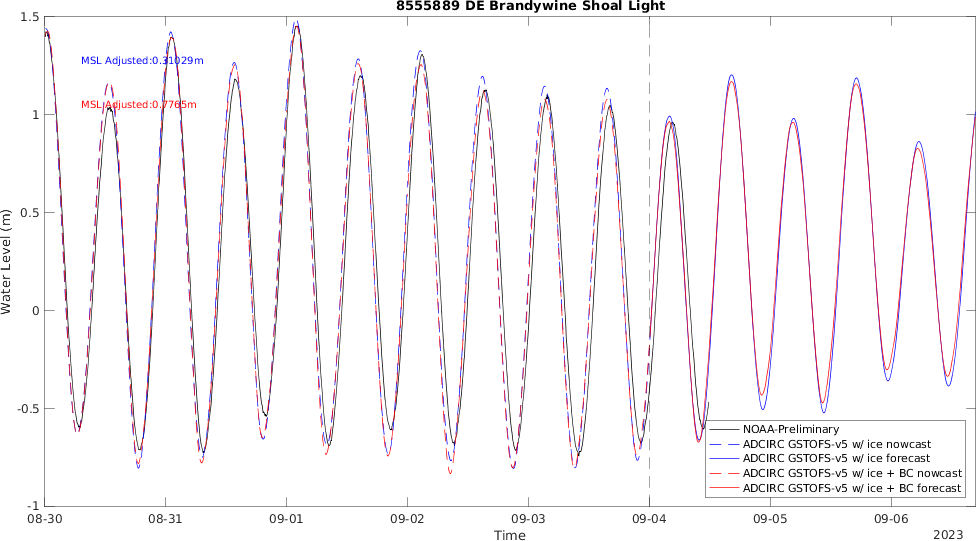 8555889 DE Brandywine Shoal Light
1.5
MSL Adjusted:0.31029m
MSL Adjusted:0.7765m
1
0.5
0
-0.5
-1
Water Level (m)
NOAA-Preliminary
ADCIRC GSTOFS-v5 w/ ice nowcast
ADCIRC GSTOFS-v5 w/ ice forecast
ADCIRC GSTOFS-v5 w/ ice + BC nowcast
ADCIRC GSTOFS-v5 w/ ice + BC forecast
08-30 08-31 09-01 09-02 09-03 09-04 09-05 09-06
Time
2023